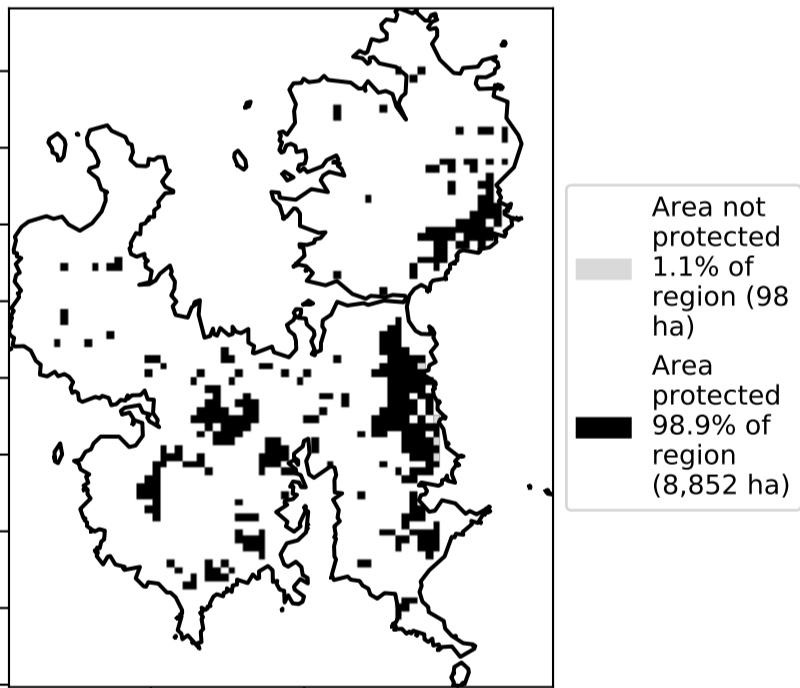 Area not
protected
1.1% of
region (98
ha)
Area
protected
98.9% of
region
(8,852 ha)